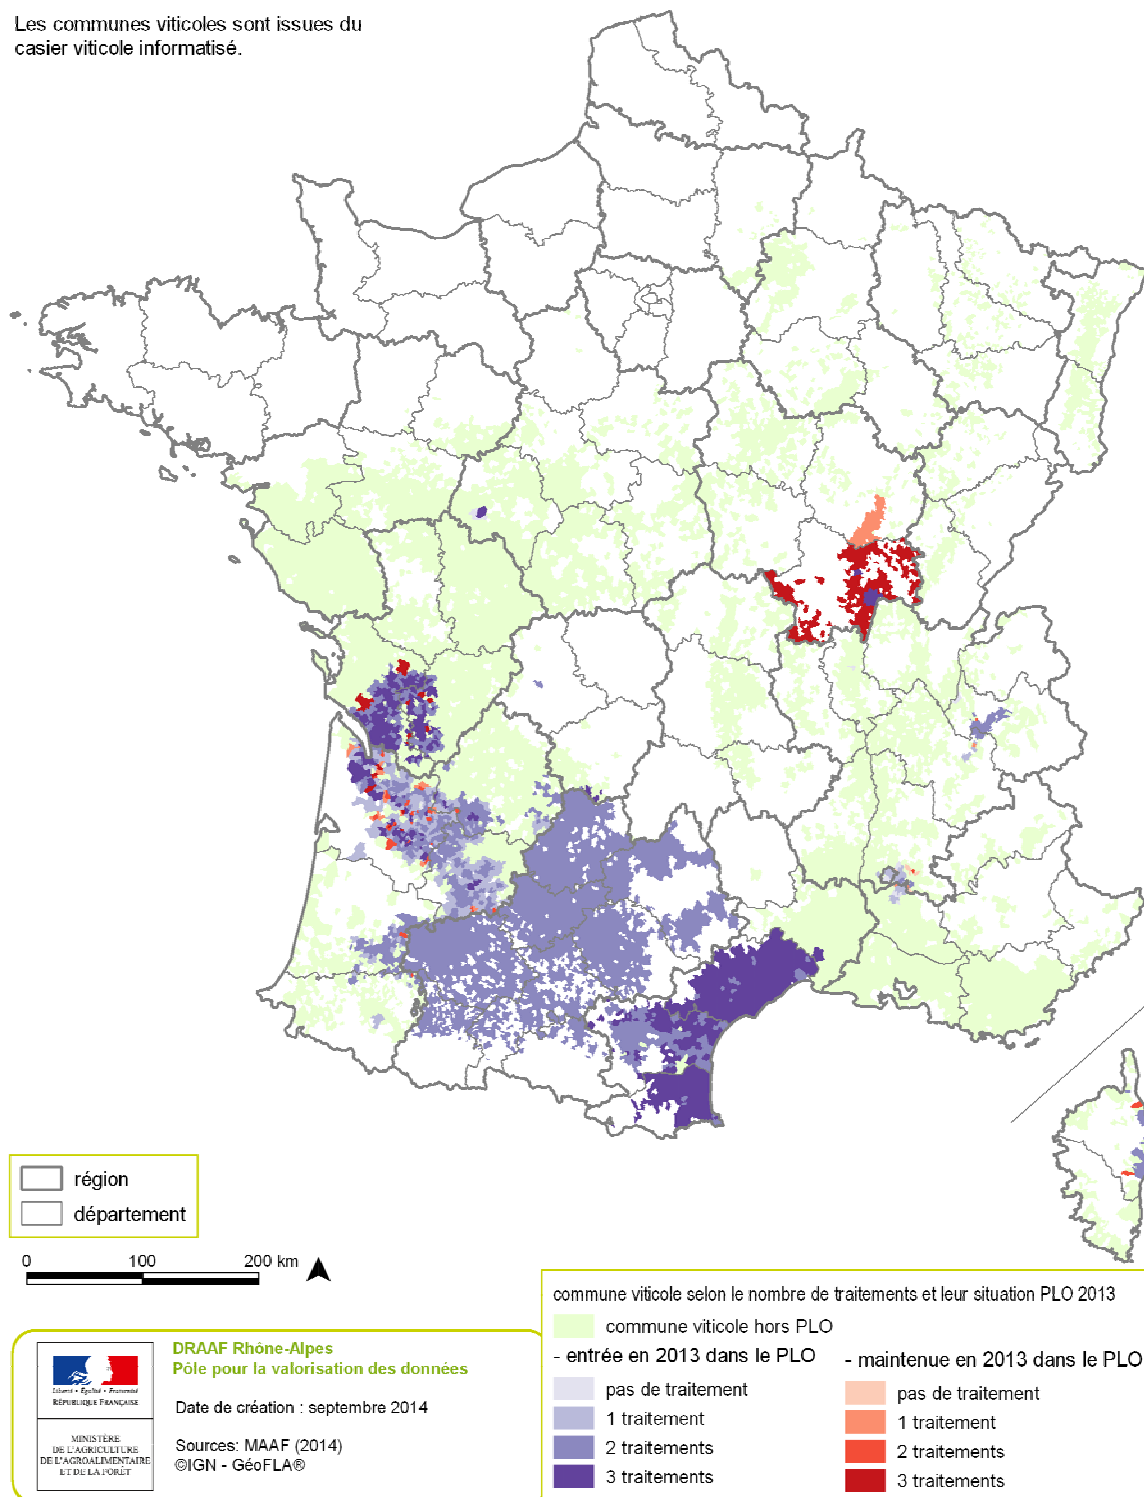 Les communes viticoles sont issues du
casier viticole informatisé.
région
département
0 100 200 km
commune viticole selon le nombre de traitements et leur situation PLO 2013
commune viticole hors PLO
- entrée en 2013 dans le PLO
pas de traitement
1 traitement
2 traitements
3 traitements
- maintenue en 2013 dans le PLO
pas de traitement
1 traitement
2 traitements
3 traitements
DRAAF Rhône-Alpes
Pôle pour la valorisation des données
Date de création : septembre 2014
Sources: MAAF (2014)
©IGN - GéoFLA®
Liberté • Égalité • Fraternité
RÉPUBLIQUE FRANÇAISE
MINISTÈRE
DE L'AGRICULTURE
DE L'AGROALIMENTAIRE
ET DE LA FORÊT